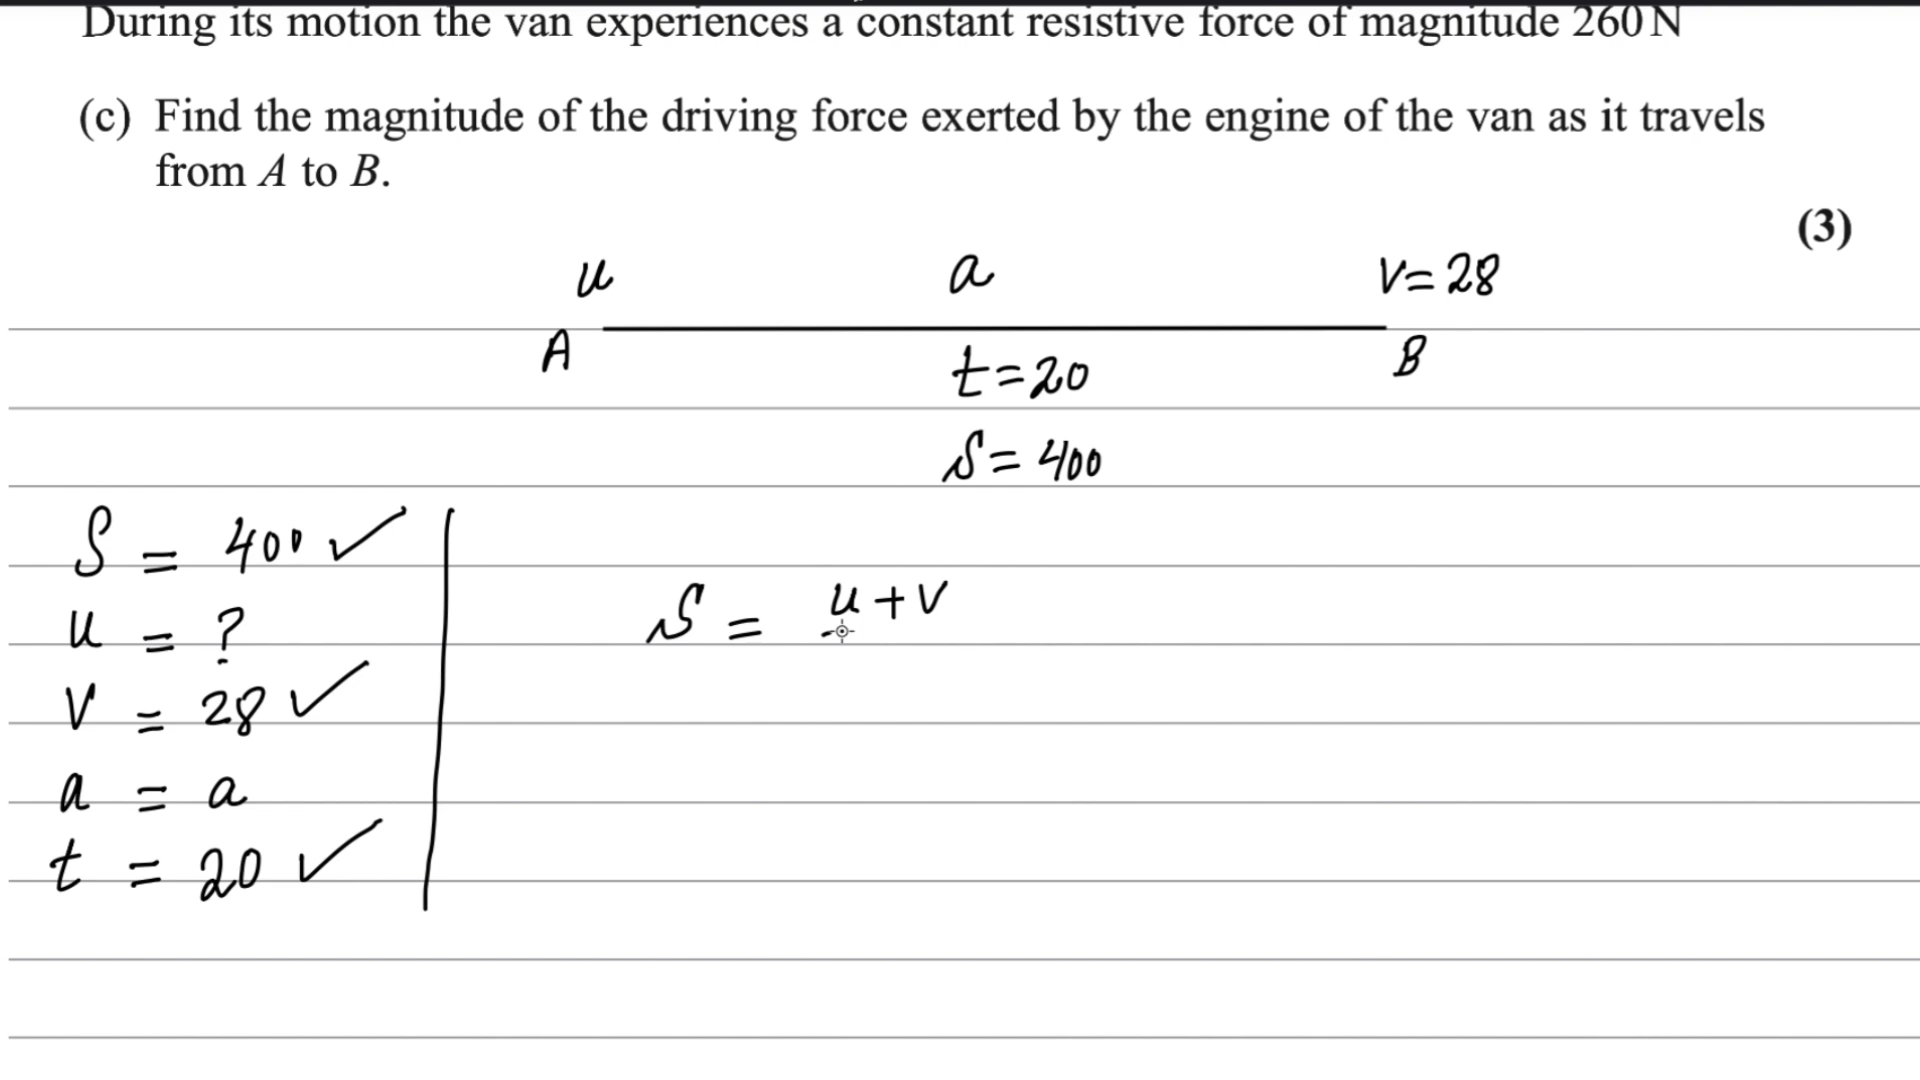 During its motion the van experiences a constant resistive force of magnitude 260 N
(c) Find the magnitude of the driving force exerted by the engine of the van as it travels
from A to B.
(3)
u a v=28
A B
t=20
S=400
S = 400 ✓
u = ?
v = 28 ✓
a = a
t = 20 ✓
S = u+v